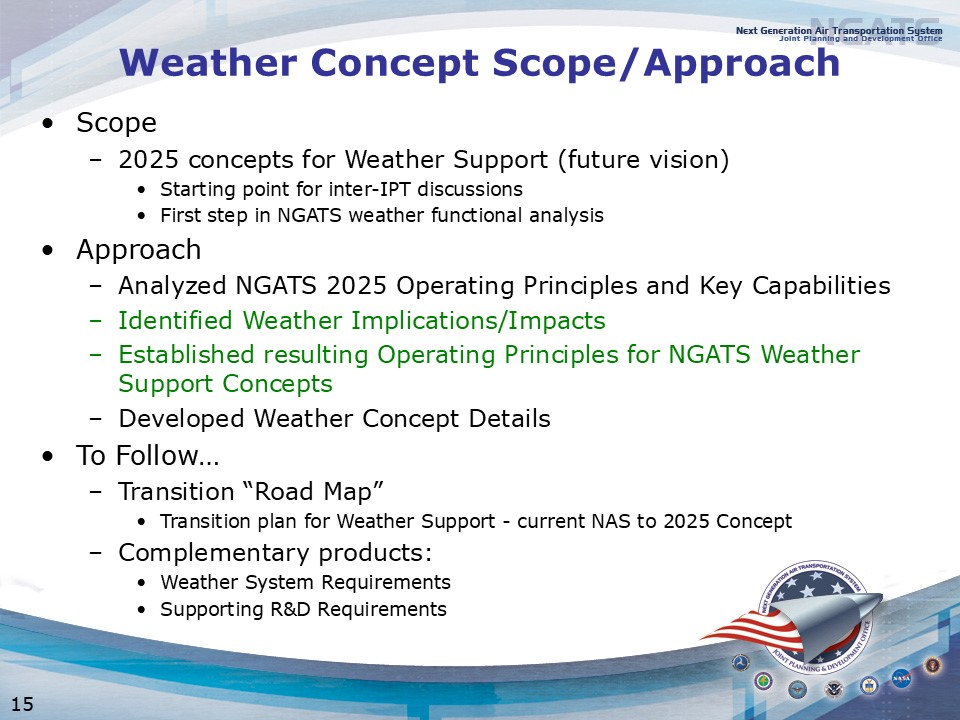 NGATS
Next Generation Air Transportation System
Joint Planning and Development Office
Weather Concept Scope/Approach
• Scope
– 2025 concepts for Weather Support (future vision)
• Starting point for inter-IPT discussions
• First step in NGATS weather functional analysis
• Approach
– Analyzed NGATS 2025 Operating Principles and Key Capabilities
– Identified Weather Implications/Impacts
– Established resulting Operating Principles for NGATS Weather
Support Concepts
– Developed Weather Concept Details
• To Follow…
– Transition “Road Map”
• Transition plan for Weather Support - current NAS to 2025 Concept
– Complementary products:
• Weather System Requirements
• Supporting R&D Requirements
NEXT GENERATION AIR TRANSPORTATION SYSTEM
JOINT PLANNING & DEVELOPMENT OFFICE
NASA
15